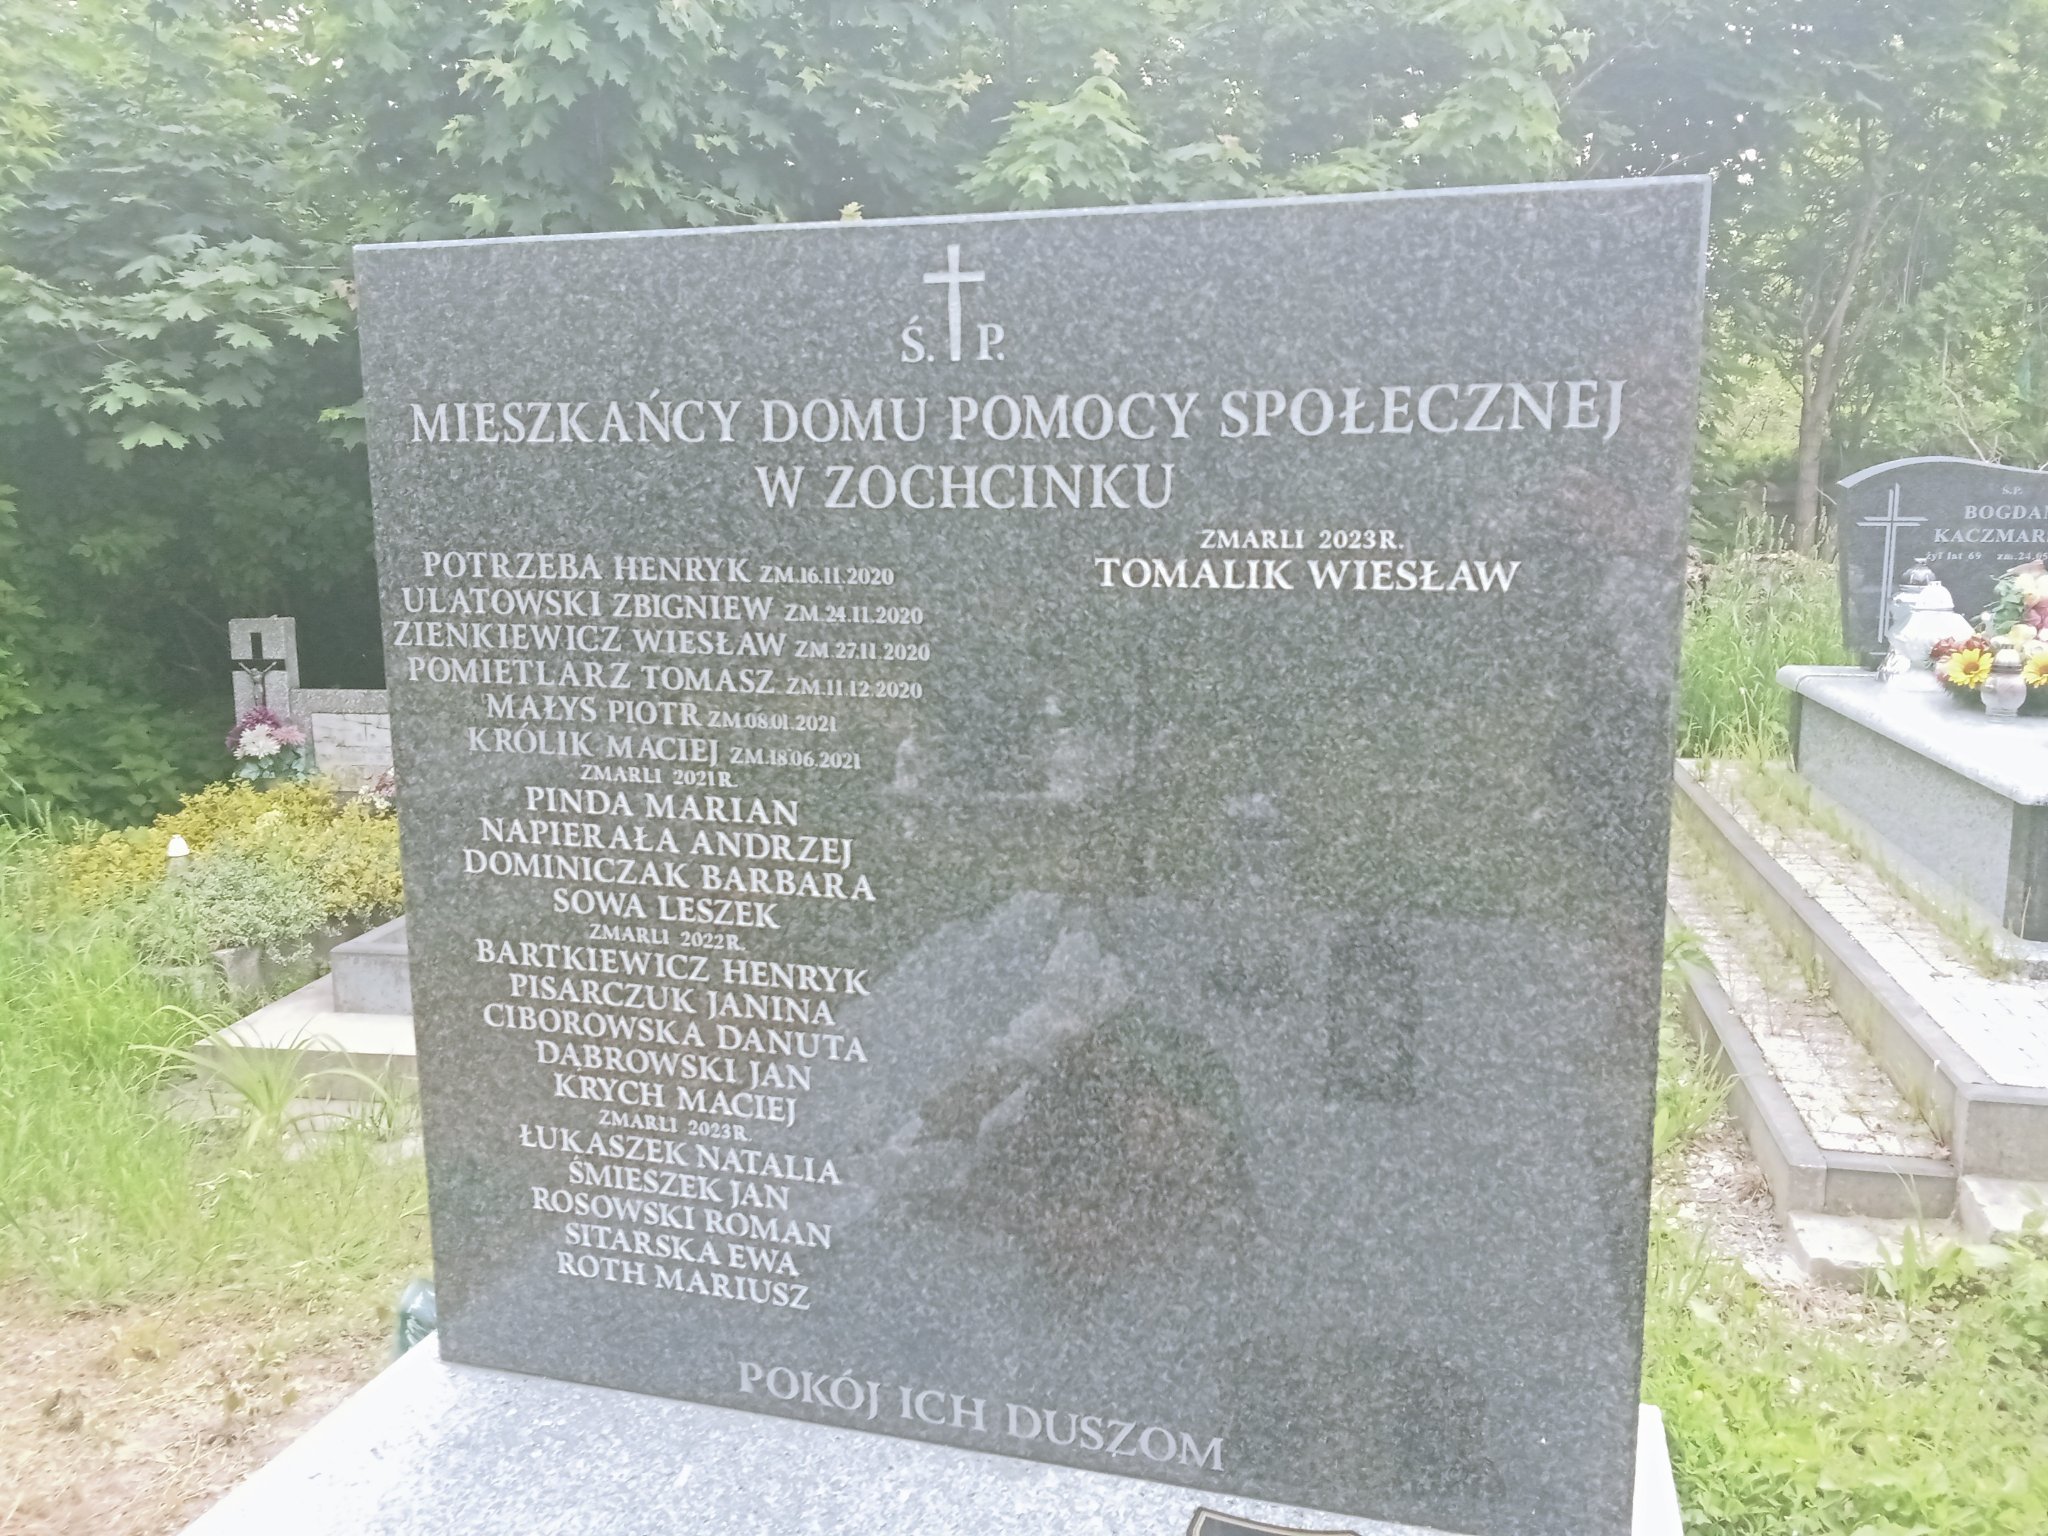 Ś. P.
MIESZKAŃCY DOMU POMOCY SPOŁECZNEJ
W ZOCHCINKU
POTRZEBA HENRYK ZM.16.11.2020
ULATOWSKI ZBIGNIEW ZM.24.11.2020
ZIENKIEWICZ WIESŁAW ZM.27.11.2020
POMIETLARZ TOMASZ ZM.11.12.2020
MAŁYS PIOTR ZM.08.01.2021
KRÓLIK MACIEJ ZM.18.06.2021
ZMARLI 2021R.
PINDA MARIAN
NAPIERAŁA ANDRZEJ
DOMINICZAK BARBARA
SOWA LESZEK
ZMARLI 2022R.
BARTKIEWICZ HENRYK
PISARCZUK JANINA
CIBOROWSKA DANUTA
DĄBROWSKI JAN
KRYCH MACIEJ
ZMARLI 2023R.
ŁUKASZEK NATALIA
ŚMIESZEK JAN
ROSOWSKI ROMAN
SITARSKA EWA
ROTH MARIUSZ
ZMARLI 2023R.
TOMALIK WIESŁAW
POKÓJ ICH DUSZOM
Ś.P.
BOGDAN
żył lat 69